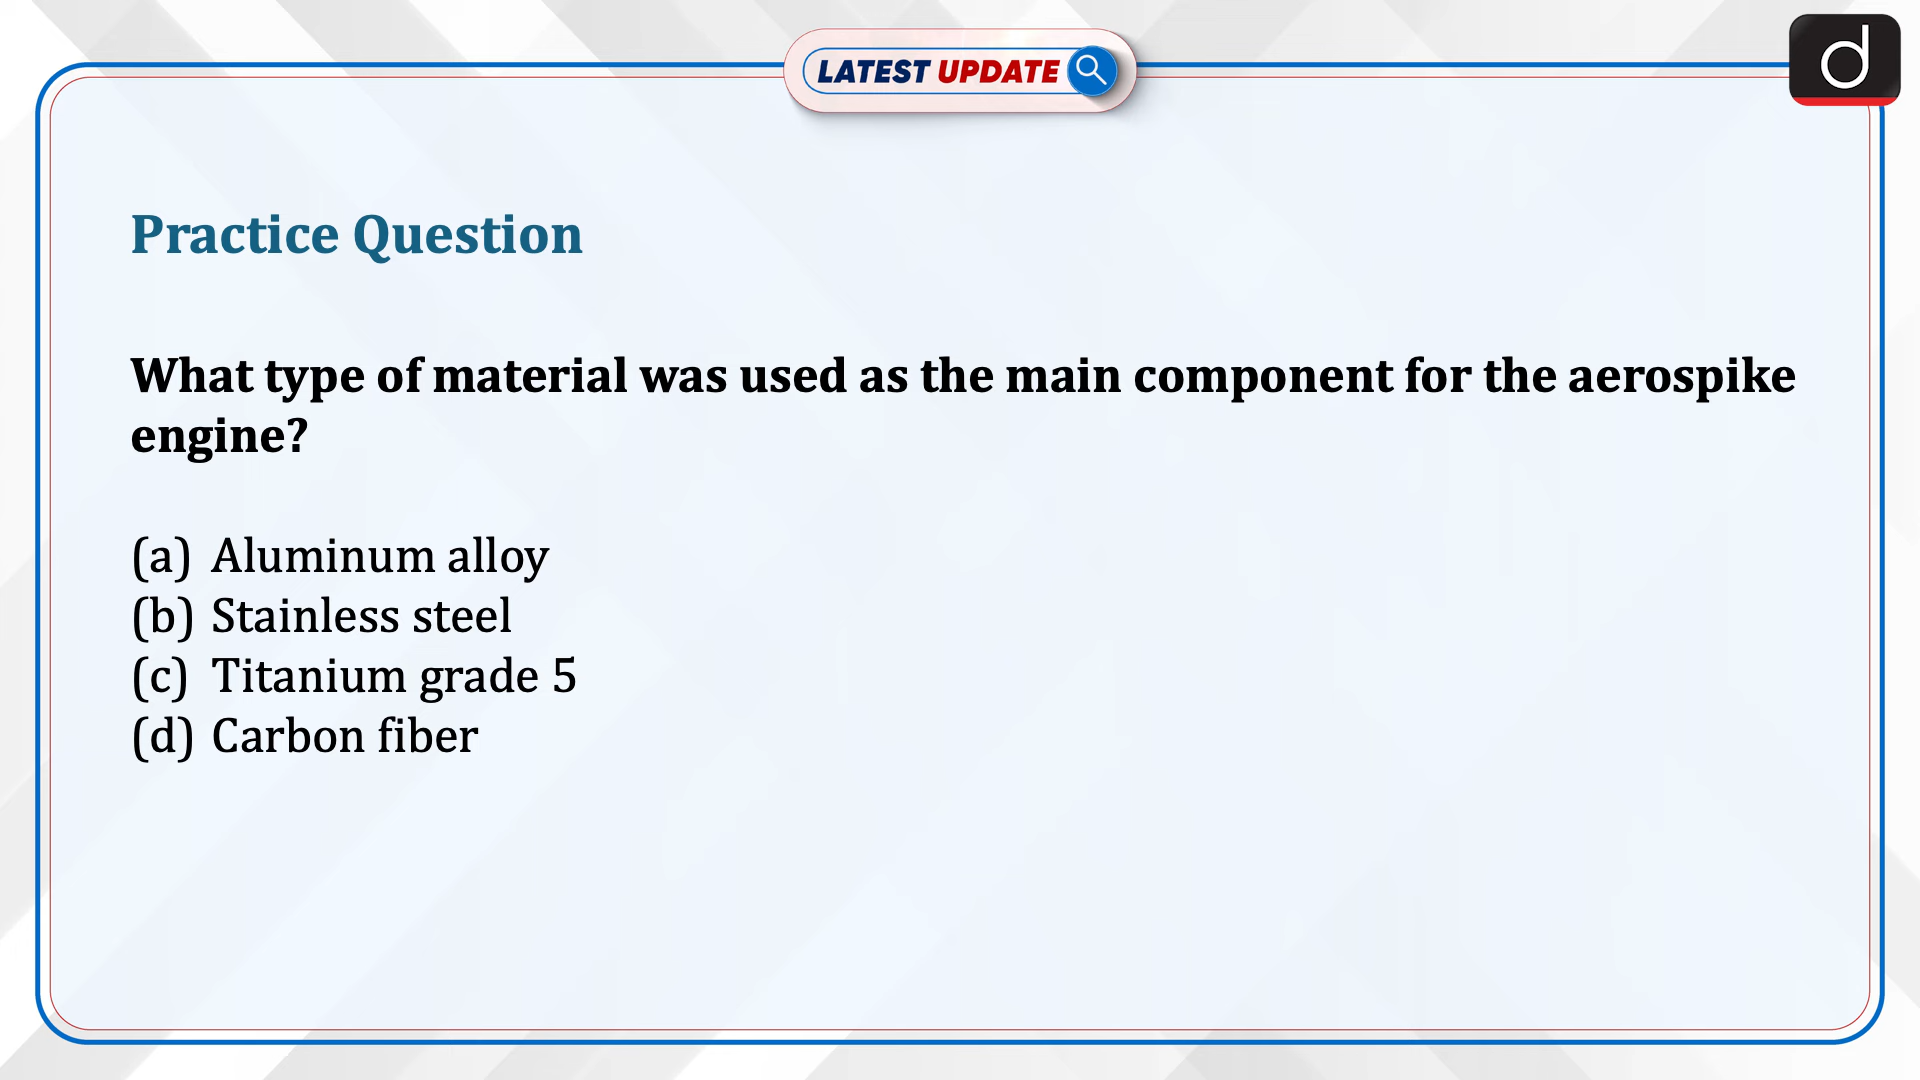 LATEST UPDATE
d
Practice Question
What type of material was used as the main component for the aerospike
engine?
(a) Aluminum alloy
(b) Stainless steel
(c) Titanium grade 5
(d) Carbon fiber